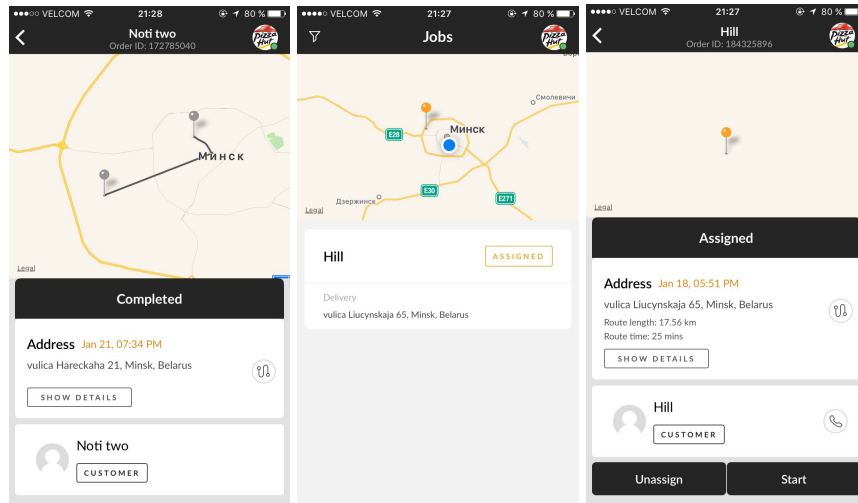 ●●●○○ VELCOM 21:28 80 %
Noti two
Order ID: 172785040
Pizza Hut
Минск
Legal
Completed
Address Jan 21, 07:34 PM
vulica Hareckaha 21, Minsk, Belarus
SHOW DETAILS
Noti two
CUSTOMER
●●●●○ VELCOM 21:27 80 %
Jobs
Pizza Hut
Смолевичи
E28
Минск
Дзержинск
E30
E271
Legal
Hill
ASSIGNED
Delivery
vulica Liucynskaja 65, Minsk, Belarus
●●●●○ VELCOM 21:27 80 %
Hill
Order ID: 184325896
Pizza Hut
Legal
Assigned
Address Jan 18, 05:51 PM
vulica Liucynskaja 65, Minsk, Belarus
Route length: 17.56 km
Route time: 25 mins
SHOW DETAILS
Hill
CUSTOMER
Unassign
Start